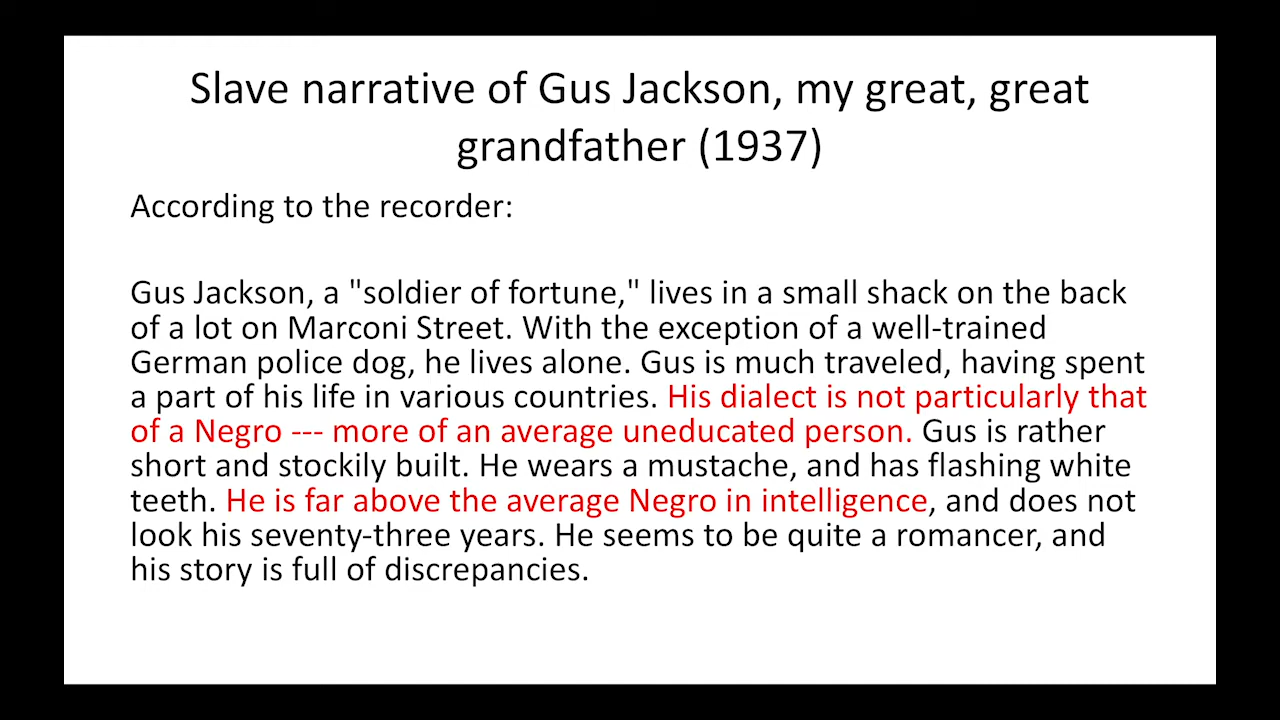 Slave narrative of Gus Jackson, my great, great
grandfather (1937)
According to the recorder:
Gus Jackson, a "soldier of fortune," lives in a small shack on the back
of a lot on Marconi Street. With the exception of a well-trained
German police dog, he lives alone. Gus is much traveled, having spent
a part of his life in various countries. His dialect is not particularly that
of a Negro --- more of an average uneducated person. Gus is rather
short and stockily built. He wears a mustache, and has flashing white
teeth. He is far above the average Negro in intelligence, and does not
look his seventy-three years. He seems to be quite a romancer, and
his story is full of discrepancies.